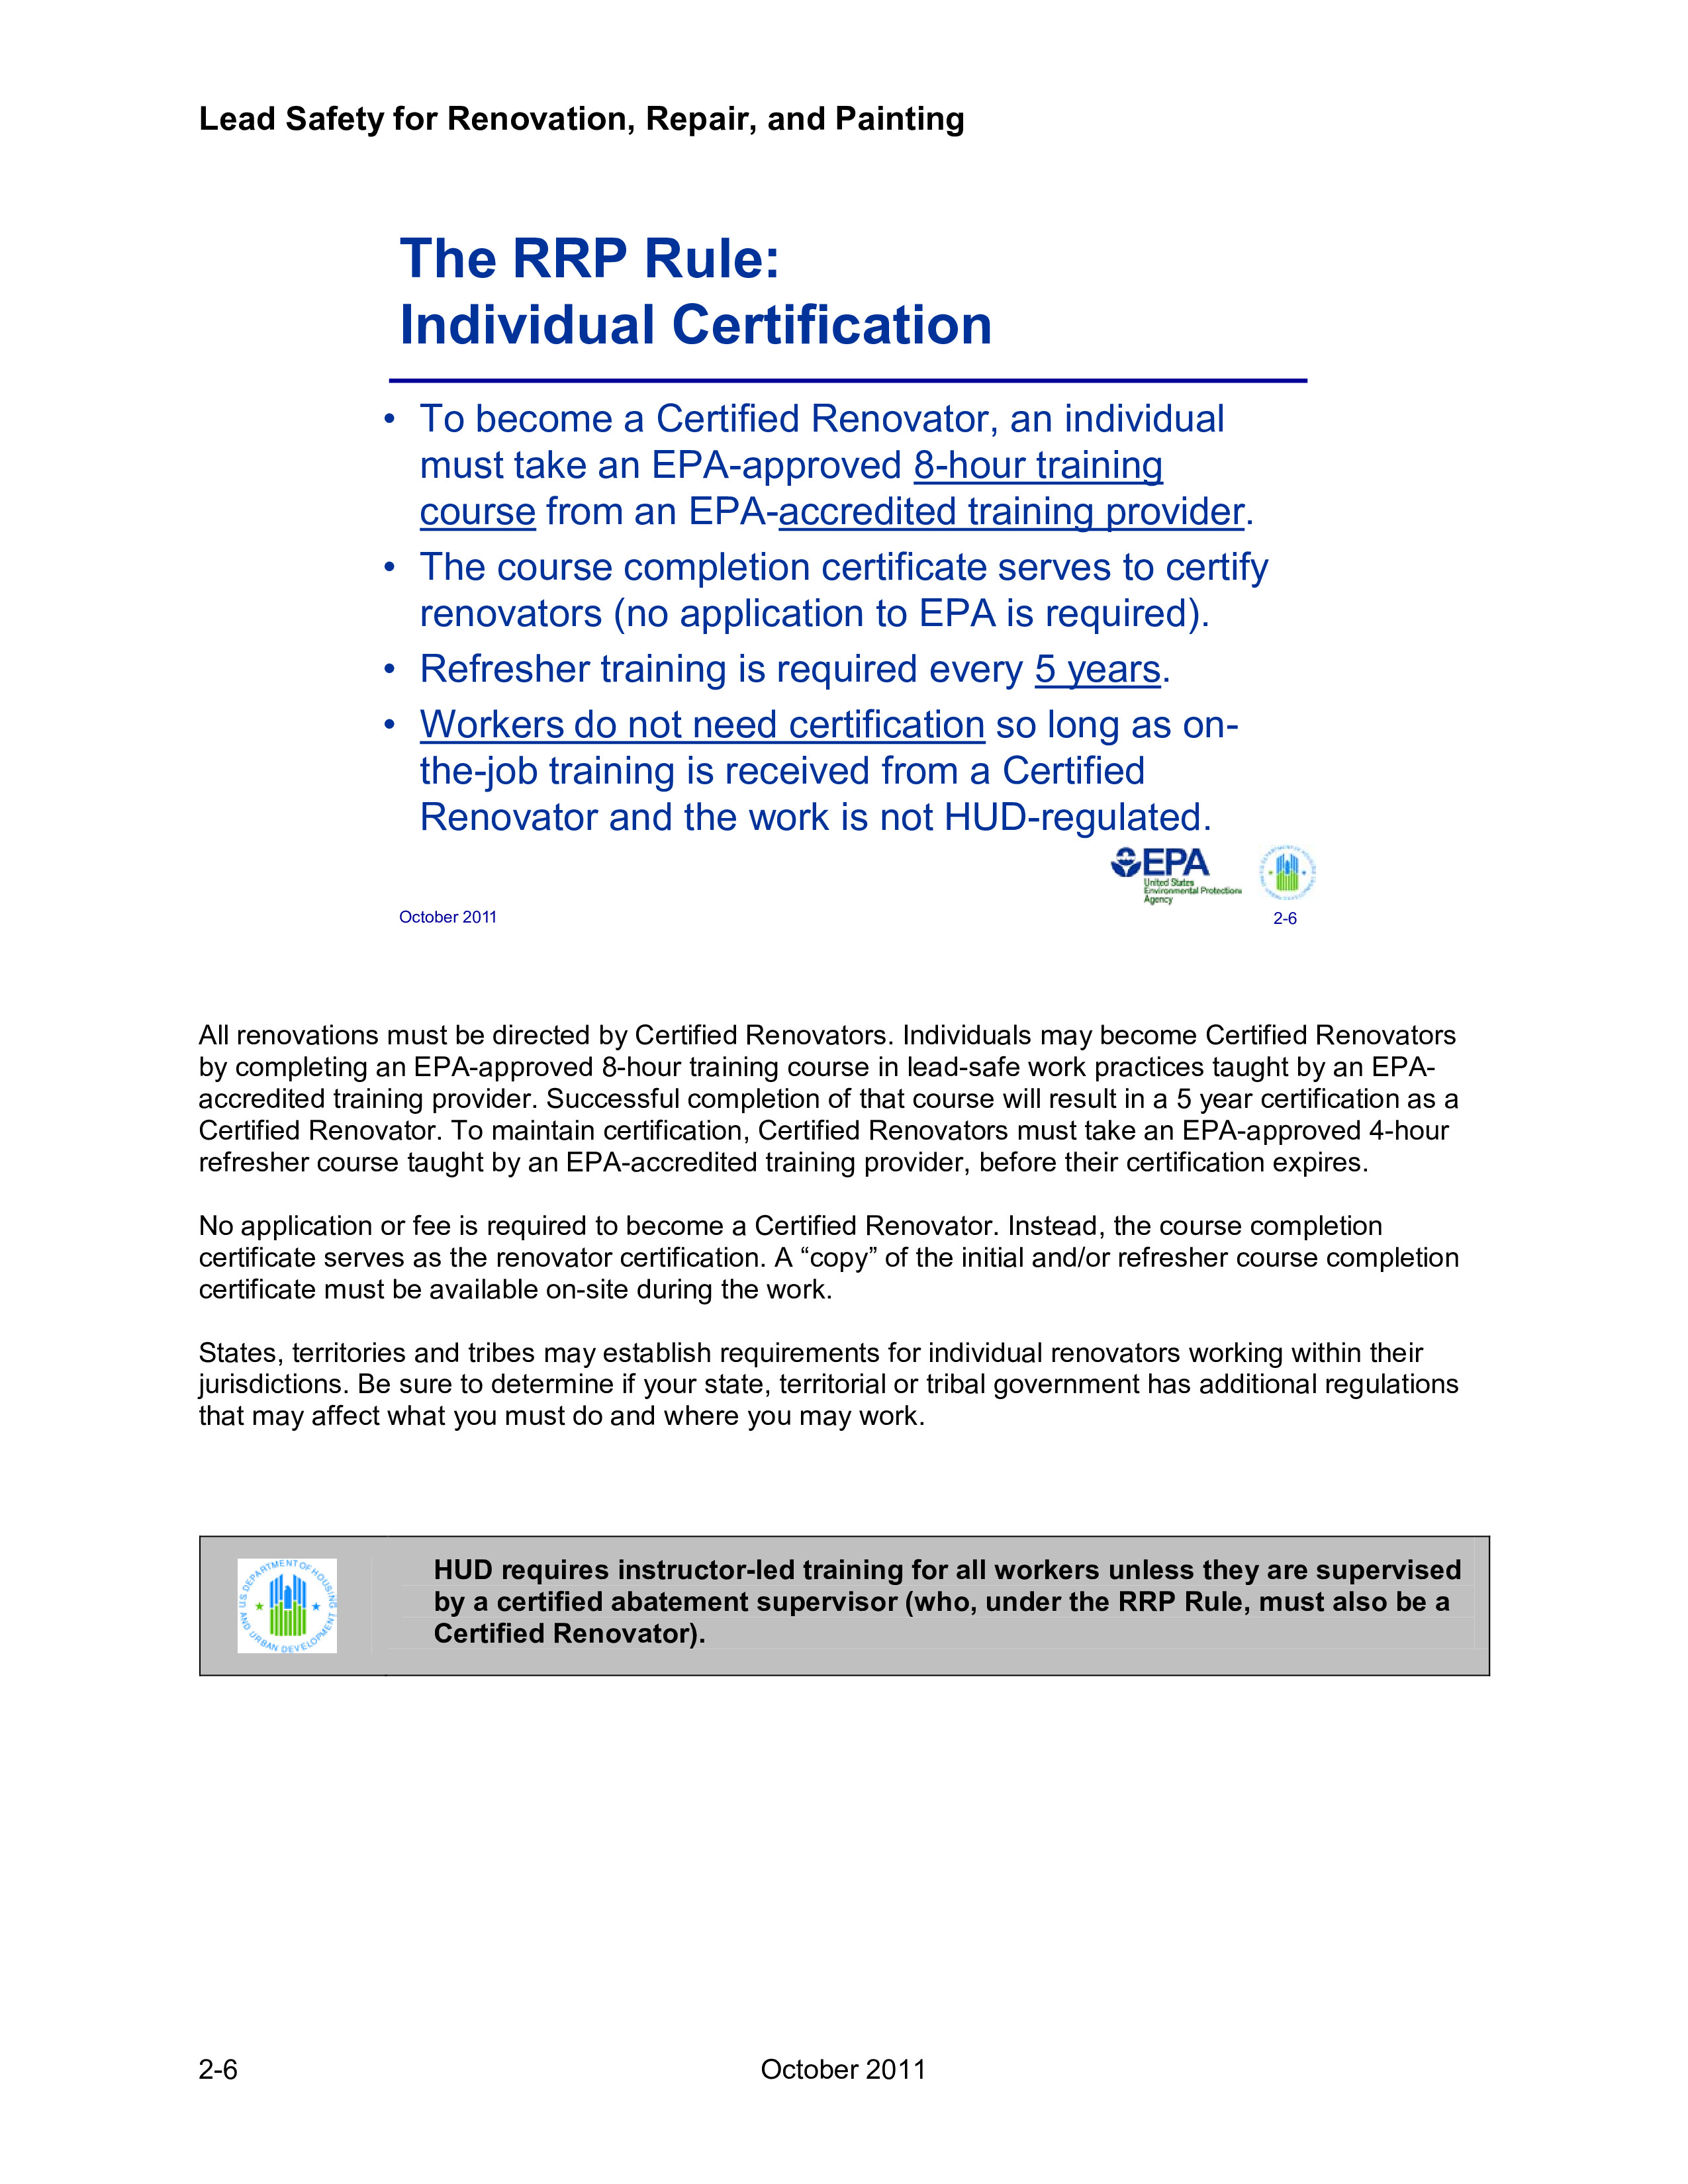 Lead Safety for Renovation, Repair, and Painting
The RRP Rule:
Individual Certification
• To become a Certified Renovator, an individual
must take an EPA-approved 8-hour training
course from an EPA-accredited training provider.
• The course completion certificate serves to certify
renovators (no application to EPA is required).
• Refresher training is required every 5 years.
• Workers do not need certification so long as on-
the-job training is received from a Certified
Renovator and the work is not HUD-regulated.
EPA
United States
Environmental Protection
Agency
October 2011
2-6
All renovations must be directed by Certified Renovators. Individuals may become Certified Renovators
by completing an EPA-approved 8-hour training course in lead-safe work practices taught by an EPA-
accredited training provider. Successful completion of that course will result in a 5 year certification as a
Certified Renovator. To maintain certification, Certified Renovators must take an EPA-approved 4-hour
refresher course taught by an EPA-accredited training provider, before their certification expires.
No application or fee is required to become a Certified Renovator. Instead, the course completion
certificate serves as the renovator certification. A “copy” of the initial and/or refresher course completion
certificate must be available on-site during the work.
States, territories and tribes may establish requirements for individual renovators working within their
jurisdictions. Be sure to determine if your state, territorial or tribal government has additional regulations
that may affect what you must do and where you may work.
U.S. DEPARTMENT OF HOUSING AND URBAN DEVELOPMENT
HUD requires instructor-led training for all workers unless they are supervised
by a certified abatement supervisor (who, under the RRP Rule, must also be a
Certified Renovator).
2-6
October 2011